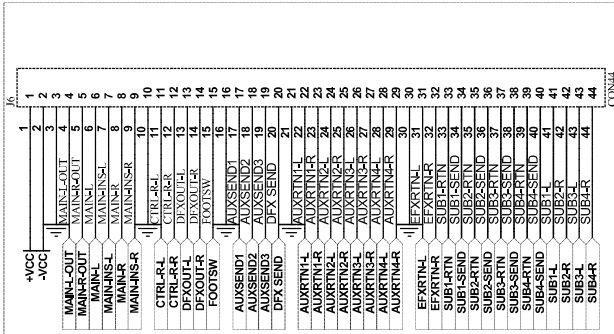 J6
CON44
+VCC 1 1
-VCC 2 2
3 3
MAIN-L-OUT MAIN-L-OUT 4 4
MAIN-R-OUT MAIN-R-OUT 5 5
MAIN-L MAIN-L 6 6
MAIN-INS-L MAIN-INS-L 7 7
MAIN-R MAIN-R 8 8
MAIN-INS-R MAIN-INS-R 9 9
10 10
CTRL-R-L CTRL-R-L 11 11
CTRL-R-R CTRL-R-R 12 12
DFXOUT-L DFXOUT-L 13 13
DFXOUT-R DFXOUT-R 14 14
FOOTSW FOOTSW 15 15
16 16
AUXSEND1 AUXSEND1 17 17
AUXSEND2 AUXSEND2 18 18
AUXSEND3 AUXSEND3 19 19
DFX SEND DFX SEND 20 20
21 21
AUXRTN1-L AUXRTN1-L 22 22
AUXRTN1-R AUXRTN1-R 23 23
AUXRTN2-L AUXRTN2-L 24 24
AUXRTN2-R AUXRTN2-R 25 25
AUXRTN3-L AUXRTN3-L 26 26
AUXRTN3-R AUXRTN3-R 27 27
AUXRTN4-L AUXRTN4-L 28 28
AUXRTN4-R AUXRTN4-R 29 29
30 30
EFXRTN-L EFXRTN-L 31 31
EFXRTN-R EFXRTN-R 32 32
SUB1-RTN SUB1-RTN 33 33
SUB1-SEND SUB1-SEND 34 34
SUB2-RTN SUB2-RTN 35 35
SUB2-SEND SUB2-SEND 36 36
SUB3-RTN SUB3-RTN 37 37
SUB3-SEND SUB3-SEND 38 38
SUB4-RTN SUB4-RTN 39 39
SUB4-SEND SUB4-SEND 40 40
SUB1-L SUB1-L 41 41
SUB2-R SUB2-R 42 42
SUB3-L SUB3-L 43 43
SUB4-R SUB4-R 44 44